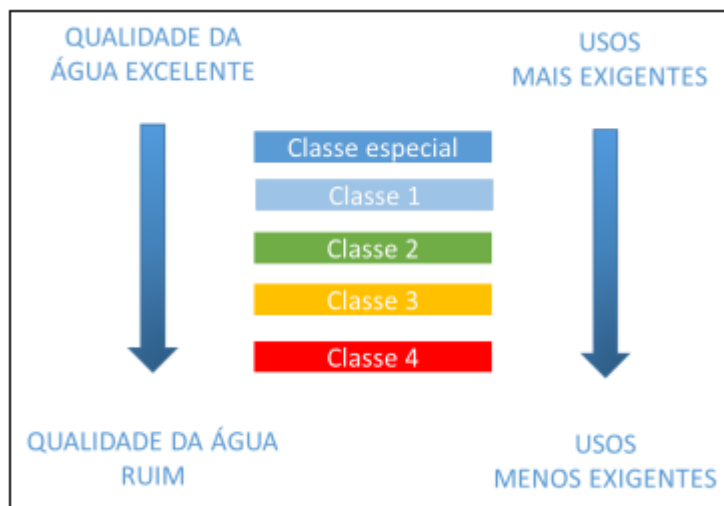 QUALIDADE DA
ÁGUA EXCELENTE
USOS
MAIS EXIGENTES
Classe especial
Classe 1
Classe 2
Classe 3
Classe 4
QUALIDADE DA ÁGUA
RUIM
USOS
MENOS EXIGENTES